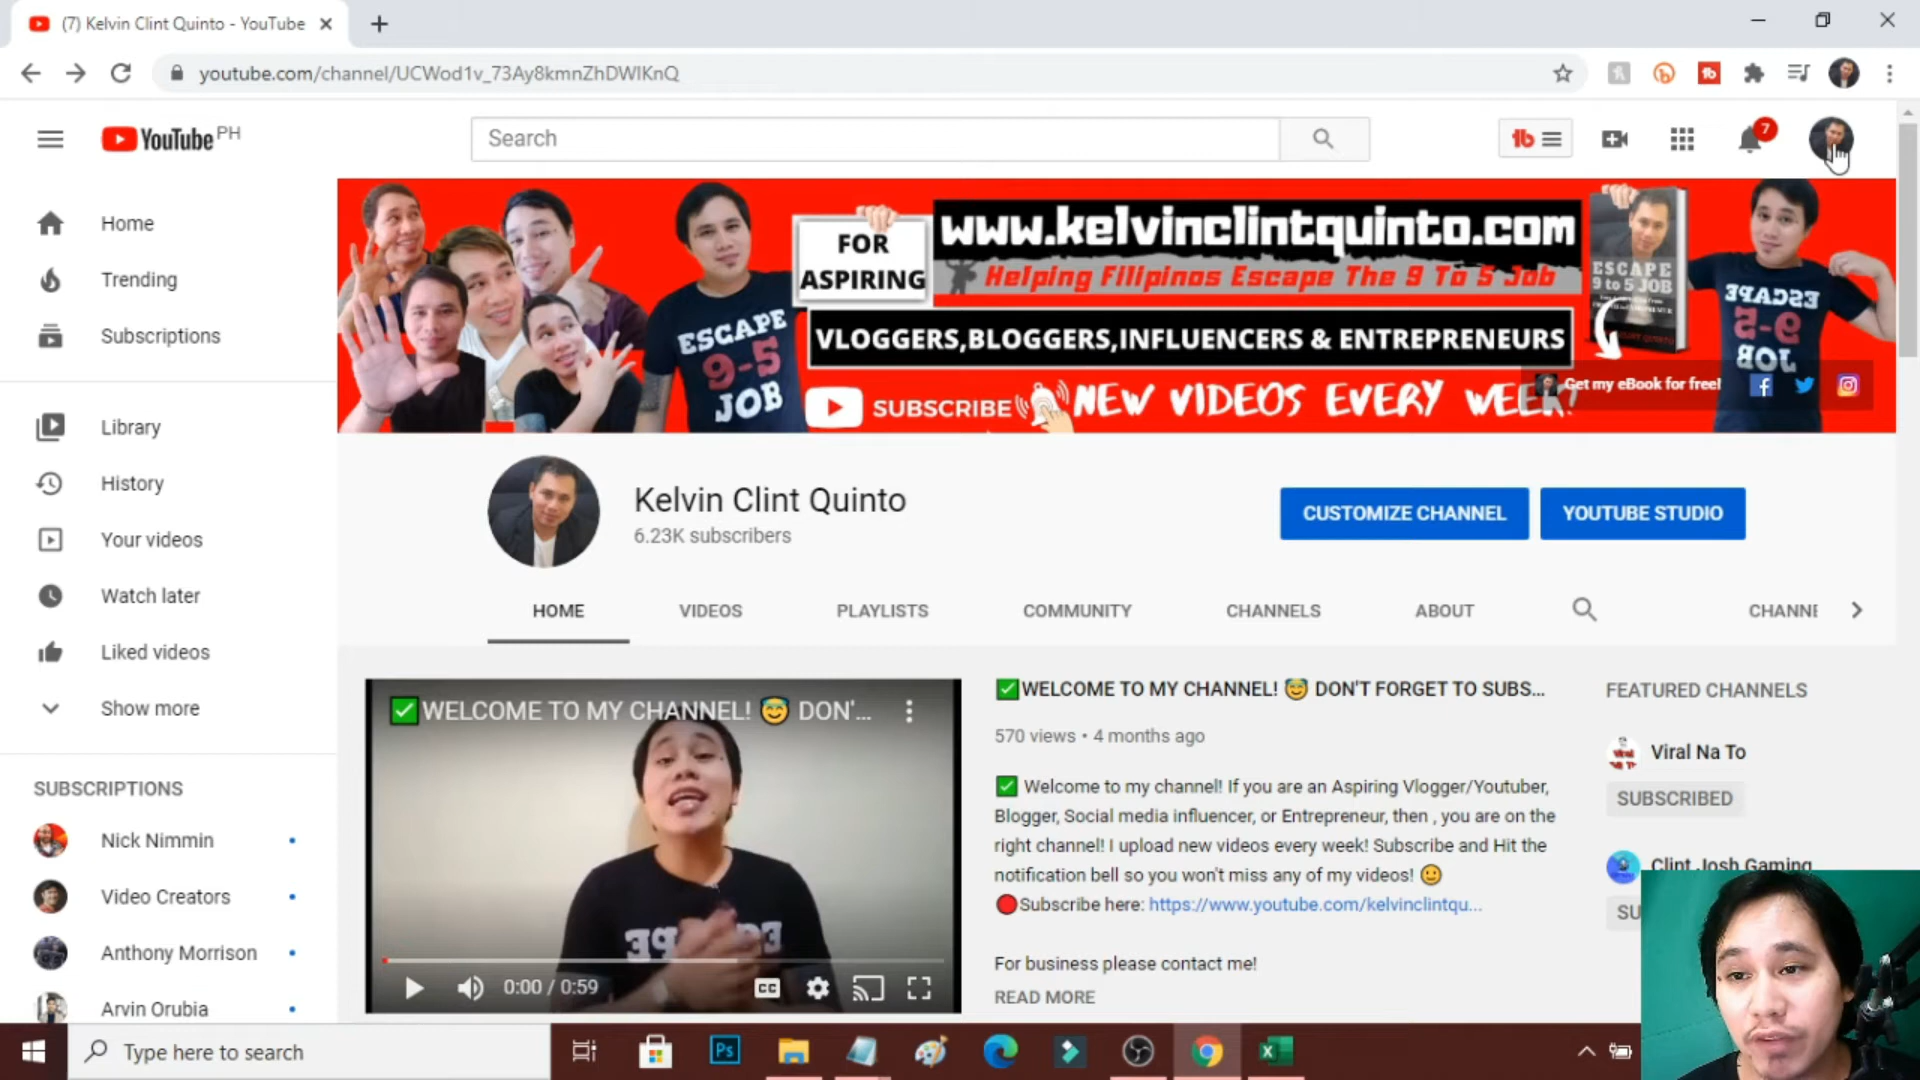 (7) Kelvin Clint Quinto - YouTube
youtube.com/channel/UCWod1v_73Ay8kmnZhDWIKnQ
YouTube PH
Search
7
Home
Trending
Subscriptions
Library
History
Your videos
Watch later
Liked videos
Show more
SUBSCRIPTIONS
Nick Nimmin
Video Creators
Anthony Morrison
Arvin Orubia
FOR
ASPIRING
www.kelvinclintquinto.com
Helping Filipinos Escape The 9 To 5 Job
VLOGGERS,BLOGGERS,INFLUENCERS & ENTREPRENEURS
SUBSCRIBE
NEW VIDEOS EVERY WEEK!
ESCAPE
9-5
JOB
ESCAPE
9 to 5 JOB
ESCAPE
9-5
JOB
Get my eBook for free!
Kelvin Clint Quinto
6.23K subscribers
CUSTOMIZE CHANNEL
YOUTUBE STUDIO
HOME
VIDEOS
PLAYLISTS
COMMUNITY
CHANNELS
ABOUT
CHANNE
✅WELCOME TO MY CHANNEL! 😇 DON'...
0:00 / 0:59
CC
✅WELCOME TO MY CHANNEL! 😇 DON'T FORGET TO SUBS...
570 views • 4 months ago
✅ Welcome to my channel! If you are an Aspiring Vlogger/Youtuber,
Blogger, Social media influencer, or Entrepreneur, then , you are on the
right channel! I upload new videos every week! Subscribe and Hit the
notification bell so you won't miss any of my videos! 🙂
🔴Subscribe here: https://www.youtube.com/kelvinclintqu...
For business please contact me!
READ MORE
FEATURED CHANNELS
Viral Na To
SUBSCRIBED
Clint Josh Gaming
SU
Type here to search
Ps